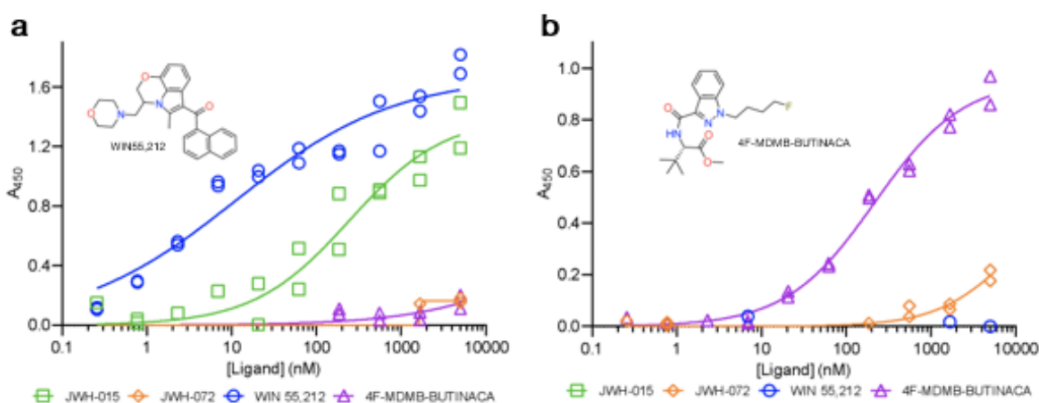 a
b
1.6
1.2
0.8
0.4
0.0
A450
0.1
1
10
100
1000
10000
[Ligand] (nM)
O
O
N
N
O
WIN55,212
JWH-015
JWH-072
WIN 55,212
4F-MDMB-BUTINACA
1.0
0.8
0.6
0.4
0.2
0.0
A450
0.1
1
10
100
1000
10000
[Ligand] (nM)
O
N
N
F
HN
O
O
4F-MDMB-BUTINACA
JWH-015
JWH-072
WIN 55,212
4F-MDMB-BUTINACA